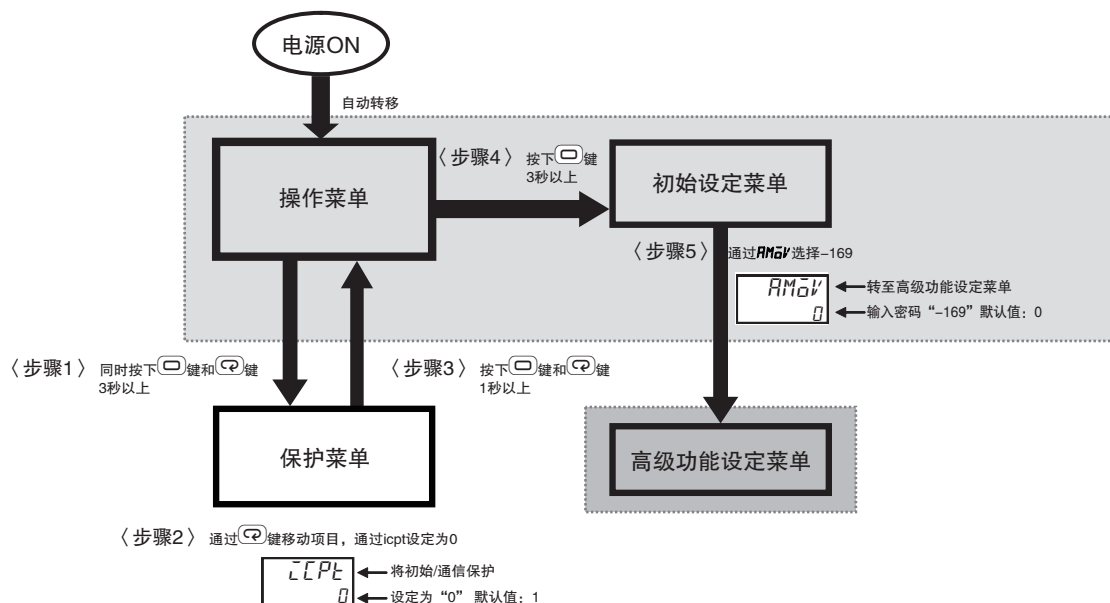 电源ON
自动转移
操作菜单
〈步骤4〉 按下键
3秒以上
初始设定菜单
〈步骤5〉 通过AMoV选择–169
AMoV
转至高级功能设定菜单
0
输入密码“–169”默认值：0
〈步骤1〉 同时按下键和键
3秒以上
〈步骤3〉 按下键和键
1秒以上
保护菜单
高级功能设定菜单
〈步骤2〉 通过键移动项目，通过icpt设定为0
iCPt
将初始/通信保护
0
设定为“0” 默认值：1